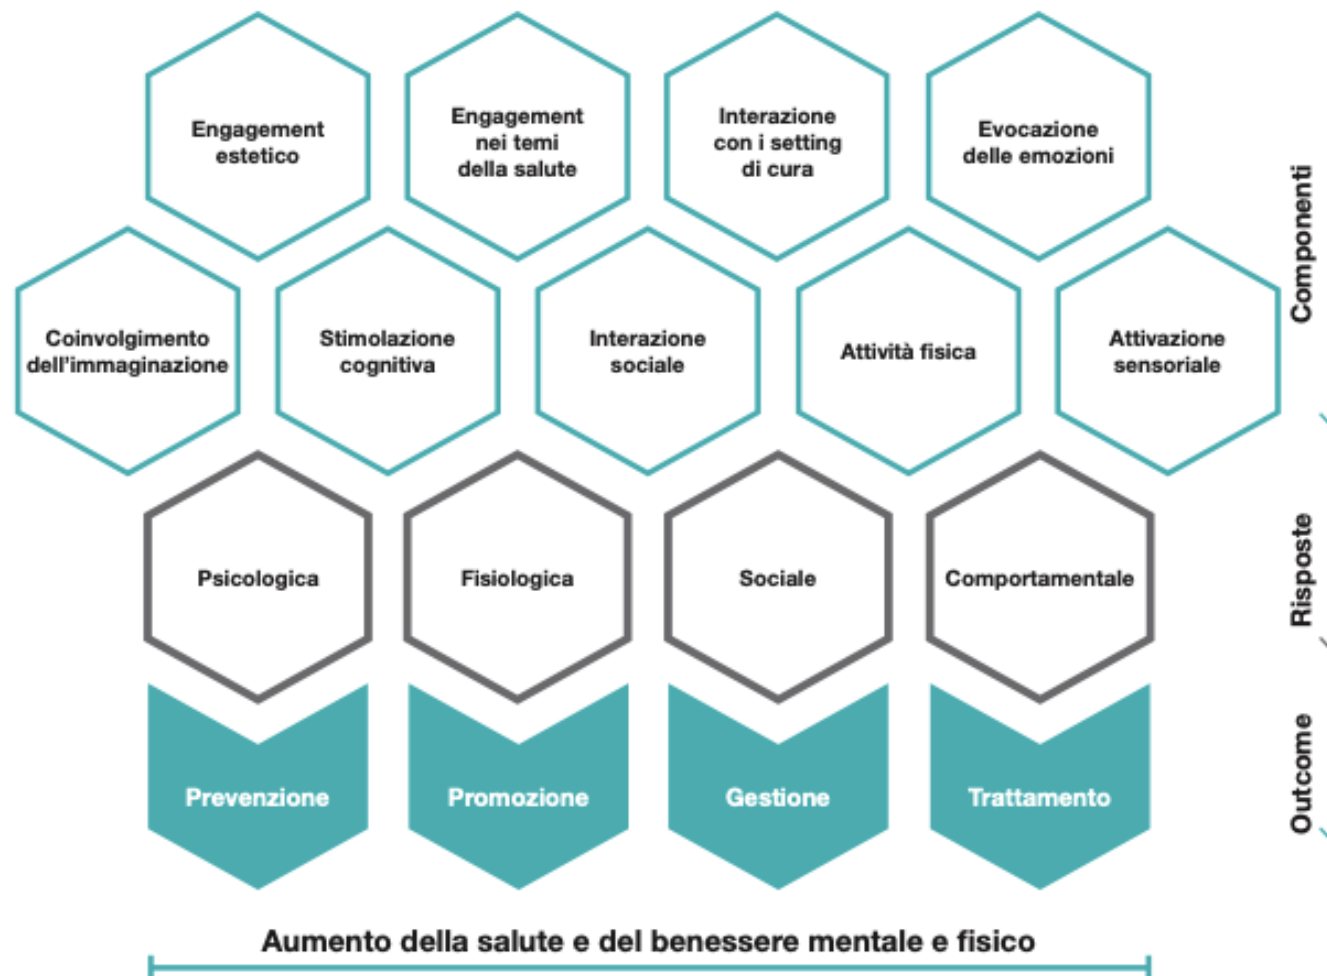 Engagement
estetico
Engagement
nei temi
della salute
Interazione
con i setting
di cura
Evocazione
delle emozioni
Componenti
Coinvolgimento
dell'immaginazione
Stimolazione
cognitiva
Interazione
sociale
Attività fisica
Attivazione
sensoriale
Psicologica
Fisiologica
Sociale
Comportamentale
Risposte
Prevenzione
Promozione
Gestione
Trattamento
Outcome
Aumento della salute e del benessere mentale e fisico